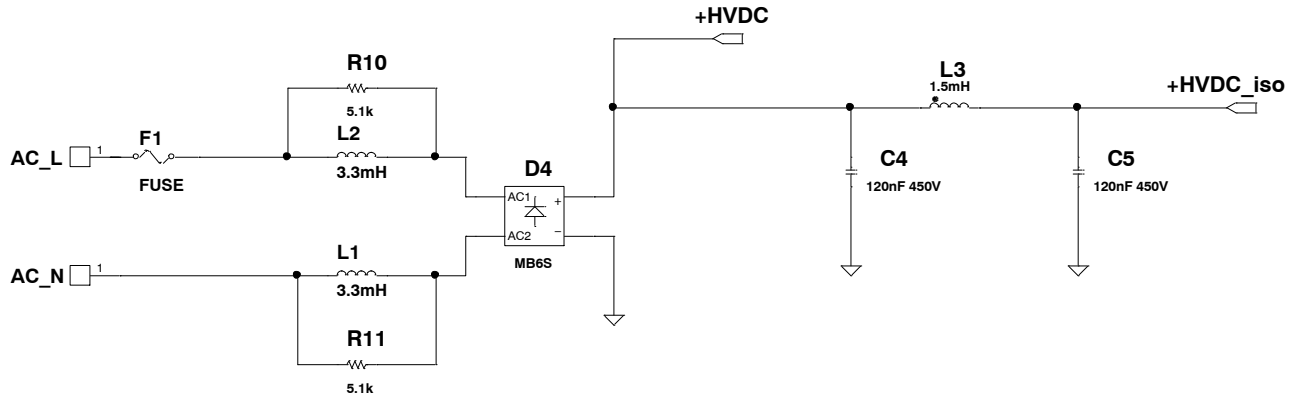 +HVDC
R10
5.1k
L2
3.3mH
F1
AC_L 1
FUSE
L3
1.5mH
+HVDC_iso
C4
120nF 450V
C5
120nF 450V
D4
AC1 +
AC2 −
MB6S
L1
3.3mH
AC_N 1
R11
5.1k